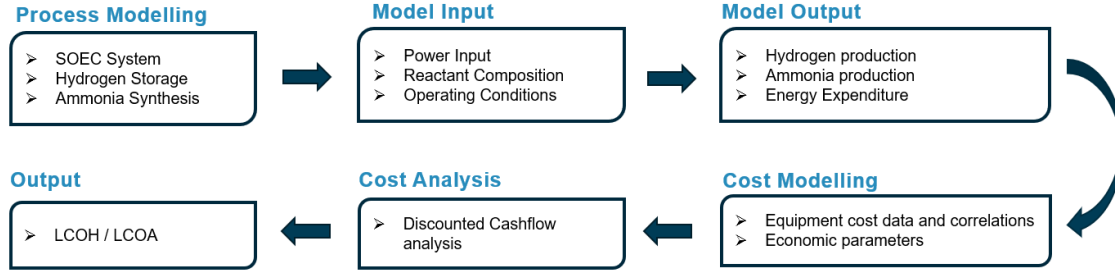 Process Modelling
➢ SOEC System
➢ Hydrogen Storage
➢ Ammonia Synthesis
Model Input
➢ Power Input
➢ Reactant Composition
➢ Operating Conditions
Model Output
➢ Hydrogen production
➢ Ammonia production
➢ Energy Expenditure
Cost Modelling
➢ Equipment cost data and correlations
➢ Economic parameters
Cost Analysis
➢ Discounted Cashflow
analysis
Output
➢ LCOH / LCOA